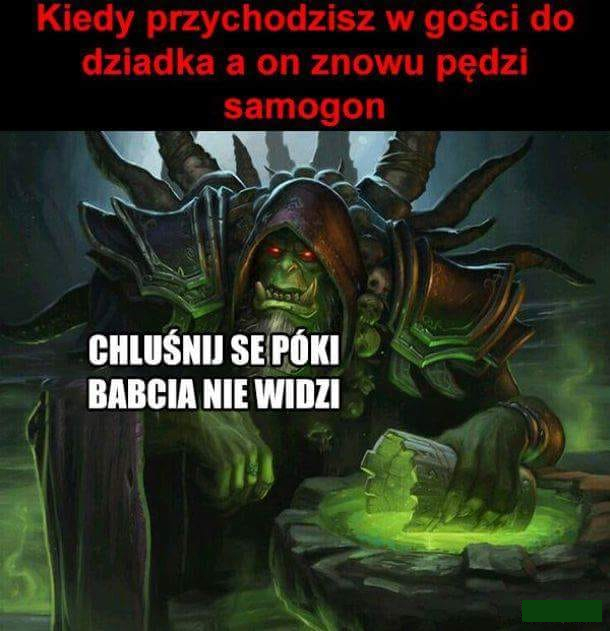 Kiedy przychodzisz w gości do
dziadka a on znowu pędzi
samogon
CHLUŚNIJ SE PÓKI
BABCIA NIE WIDZI